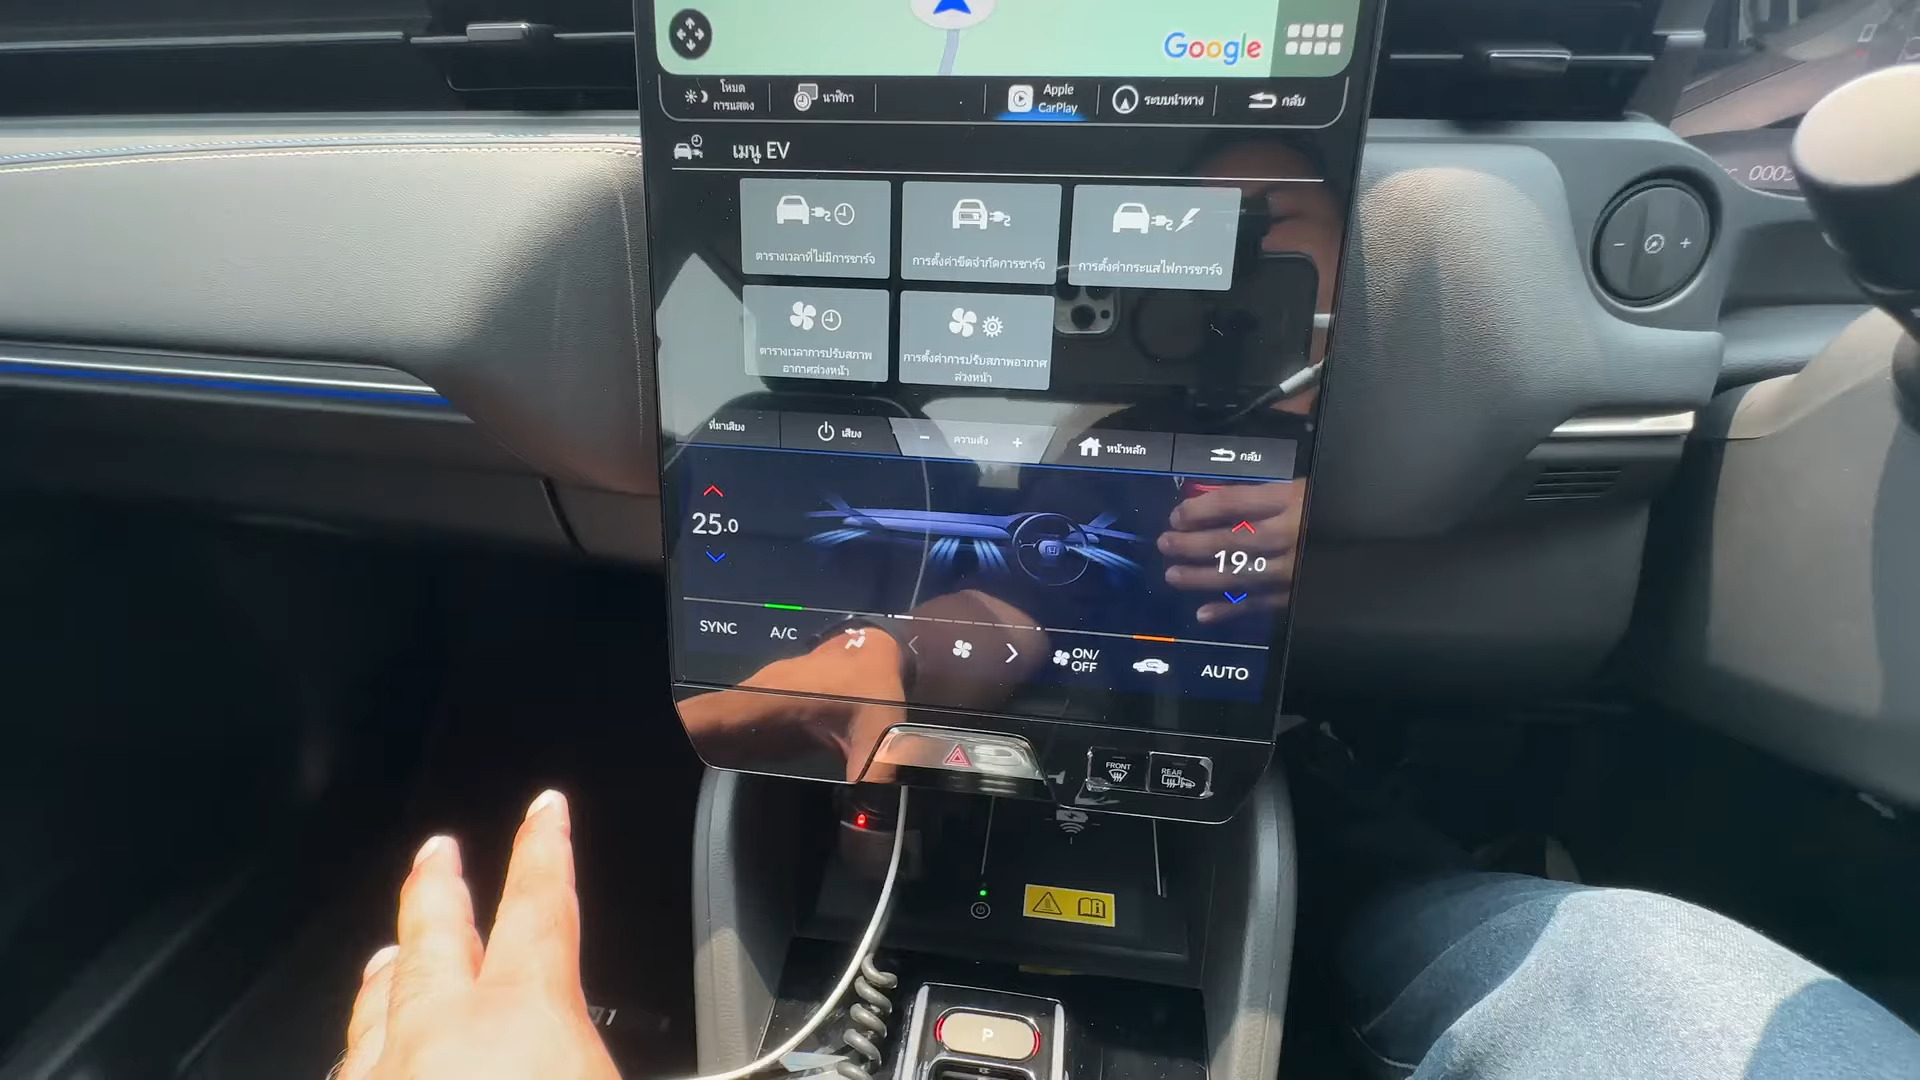 Google
โหมด
การแสดง
นาฬิกา
Apple
CarPlay
ระบบนำทาง
กลับ
เมนู EV
ตารางเวลาที่ไม่มีการชาร์จ
การตั้งค่าขีดจำกัดการชาร์จ
การตั้งค่ากระแสไฟการชาร์จ
ตารางเวลาการปรับสภาพ
อากาศล่วงหน้า
การตั้งค่าการปรับสภาพอากาศ
ล่วงหน้า
ที่มาเสียง
เสียง
− ความดัง +
หน้าหลัก
กลับ
25.0
19.0
SYNC
A/C
ON/
OFF
AUTO
FRONT
REAR
P